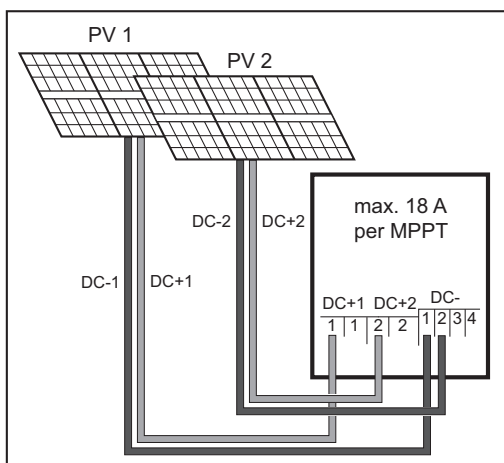 PV 1
PV 2
max. 18 A
per MPPT
DC-2
DC+2
DC-1
DC+1
DC+1 DC+2 DC-
1 1 2 2 1 2 3 4